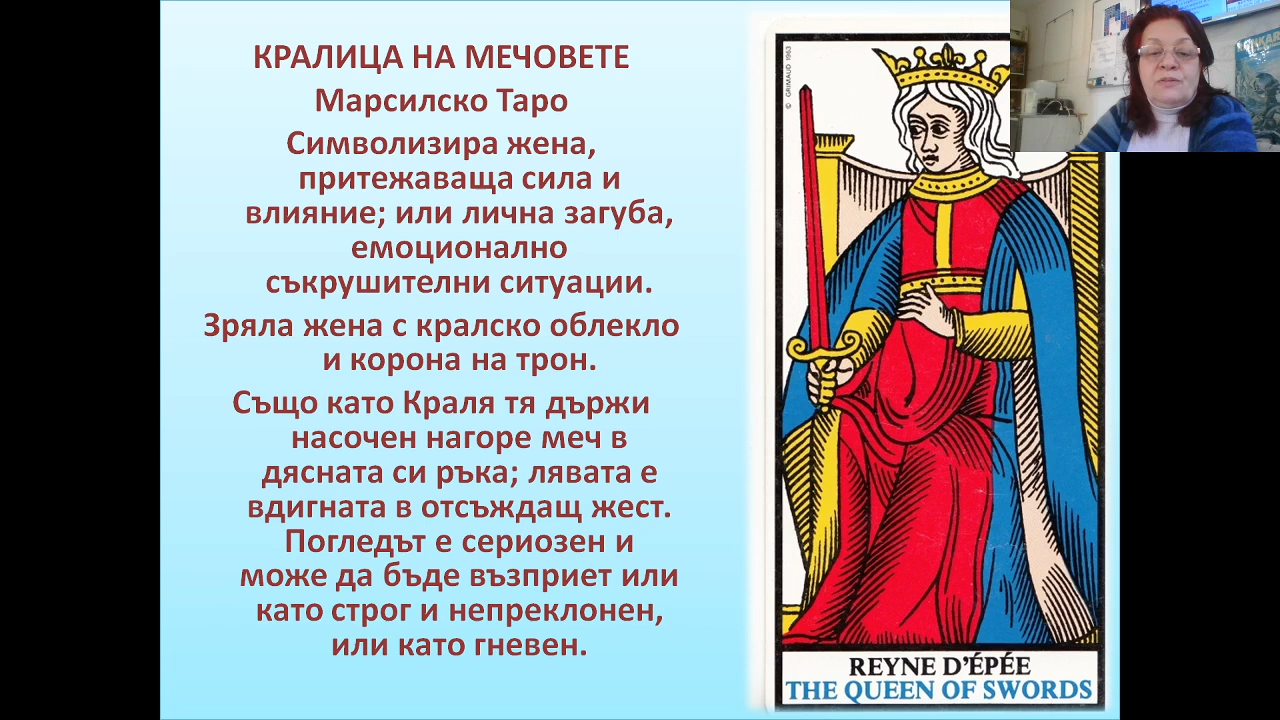 КРАЛИЦА НА МЕЧОВЕТЕ
Марсилско Таро
Символизира жена,
притежаваща сила и
влияние; или лична загуба,
емоционално
съкрушителни ситуации.
Зряла жена с кралско облекло
и корона на трон.
Също като Краля тя държи
насочен нагоре меч в
дясната си ръка; лявата е
вдигната в отсъждащ жест.
Погледът е сериозен и
може да бъде възприет или
като строг и непреклонен,
или като гневен.
© GRIMAUD 1963
REYNE D'ÉPÉE
THE QUEEN OF SWORDS